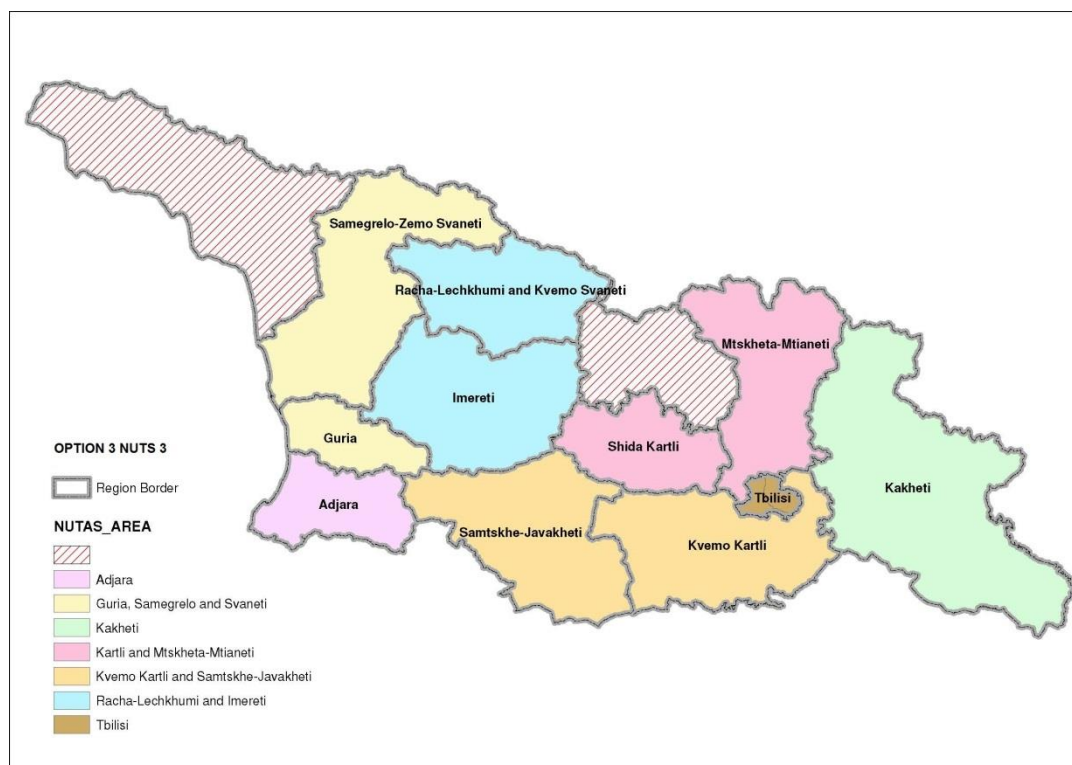 Samegrelo-Zemo Svaneti
Racha-Lechkhumi and Kvemo Svaneti
Mtskheta-Mtianeti
Imereti
Guria
Shida Kartli
Kakheti
Tbilisi
Adjara
Samtskhe-Javakheti
Kvemo Kartli
OPTION 3 NUTS 3
Region Border
NUTAS_AREA
Adjara
Guria, Samegrelo and Svaneti
Kakheti
Kartli and Mtskheta-Mtianeti
Kvemo Kartli and Samtskhe-Javakheti
Racha-Lechkhumi and Imereti
Tbilisi